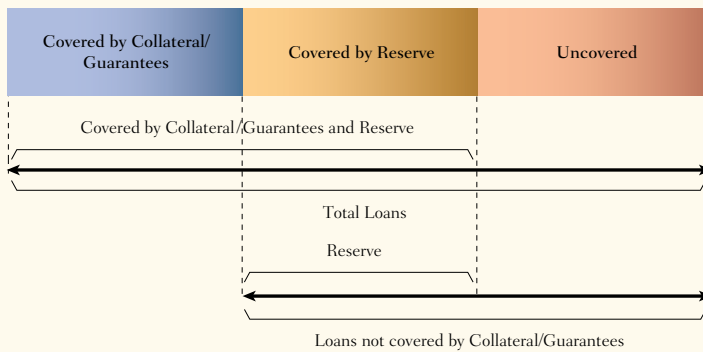 Covered by Collateral/
Guarantees
Covered by Reserve
Uncovered
Covered by Collateral/Guarantees and Reserve
Total Loans
Reserve
Loans not covered by Collateral/Guarantees